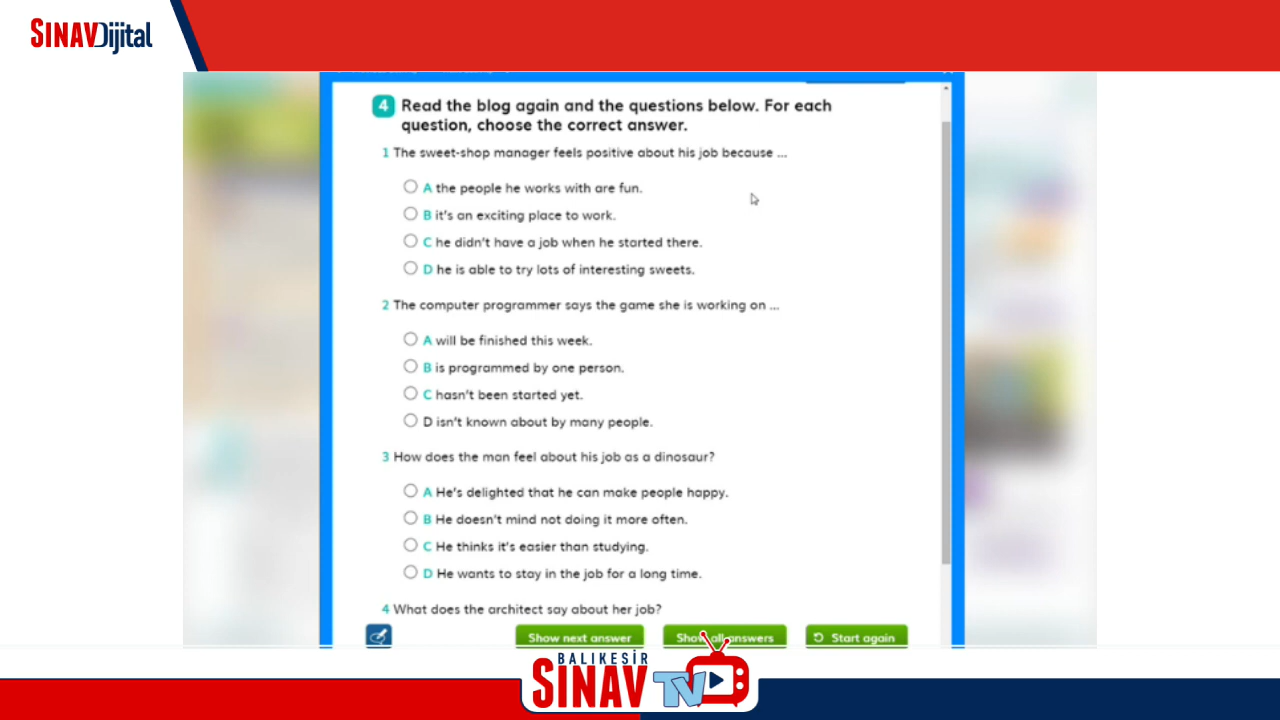 SINAVDijital
4 Read the blog again and the questions below. For each
question, choose the correct answer.
1 The sweet-shop manager feels positive about his job because ...
A the people he works with are fun.
B it's an exciting place to work.
C he didn't have a job when he started there.
D he is able to try lots of interesting sweets.
2 The computer programmer says the game she is working on ...
A will be finished this week.
B is programmed by one person.
C hasn't been started yet.
D isn't known about by many people.
3 How does the man feel about his job as a dinosaur?
A He's delighted that he can make people happy.
B He doesn't mind not doing it more often.
C He thinks it's easier than studying.
D He wants to stay in the job for a long time.
4 What does the architect say about her job?
Show next answer Show all answers Start again
BALIKESİR
SINAV TV